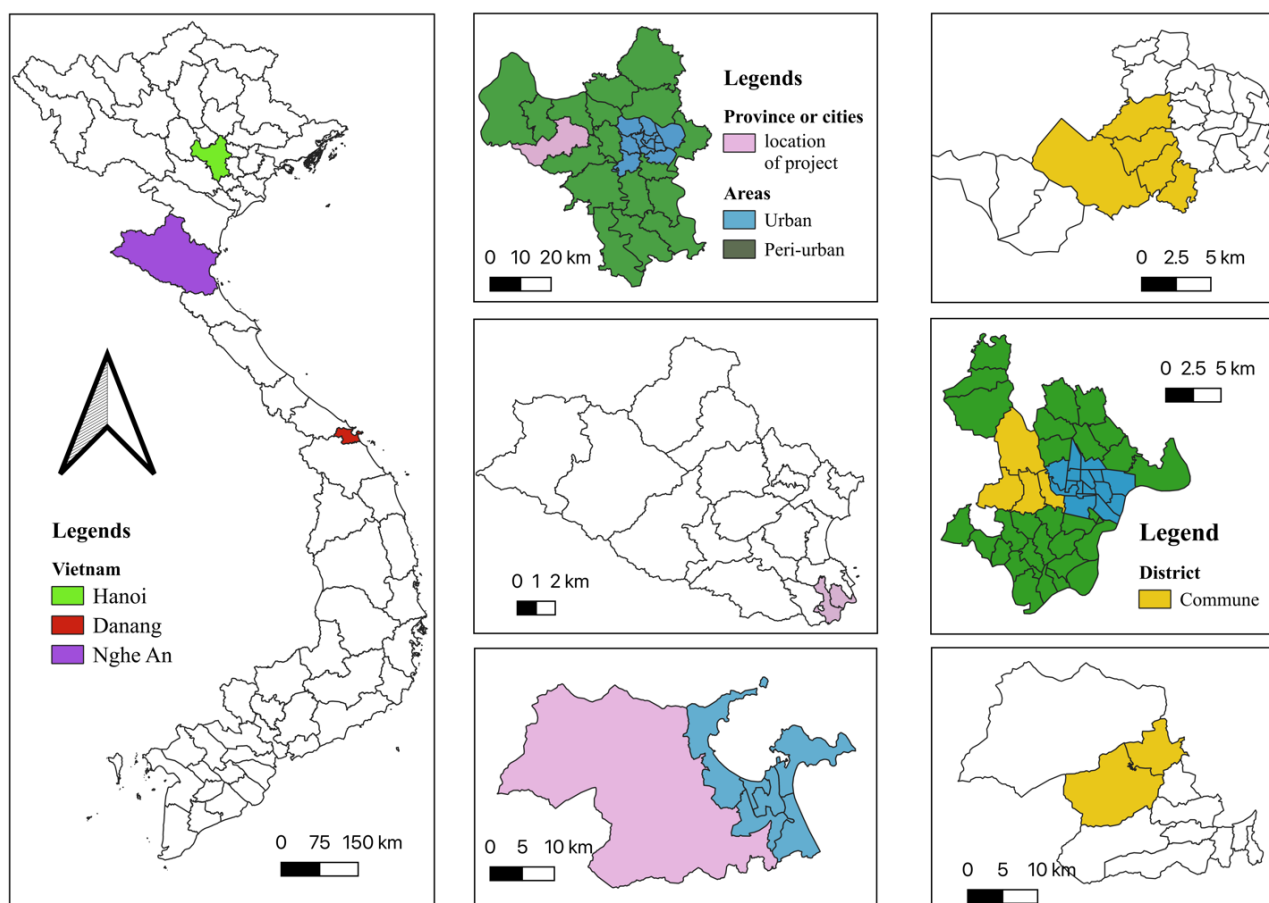 Legends
Vietnam
Hanoi
Danang
Nghe An
0 75 150 km
Legends
Province or cities
location
of project
Areas
Urban
Peri-urban
0 10 20 km
0 1 2 km
0 5 10 km
0 2.5 5 km
0 2.5 5 km
Legend
District
Commune
0 5 10 km